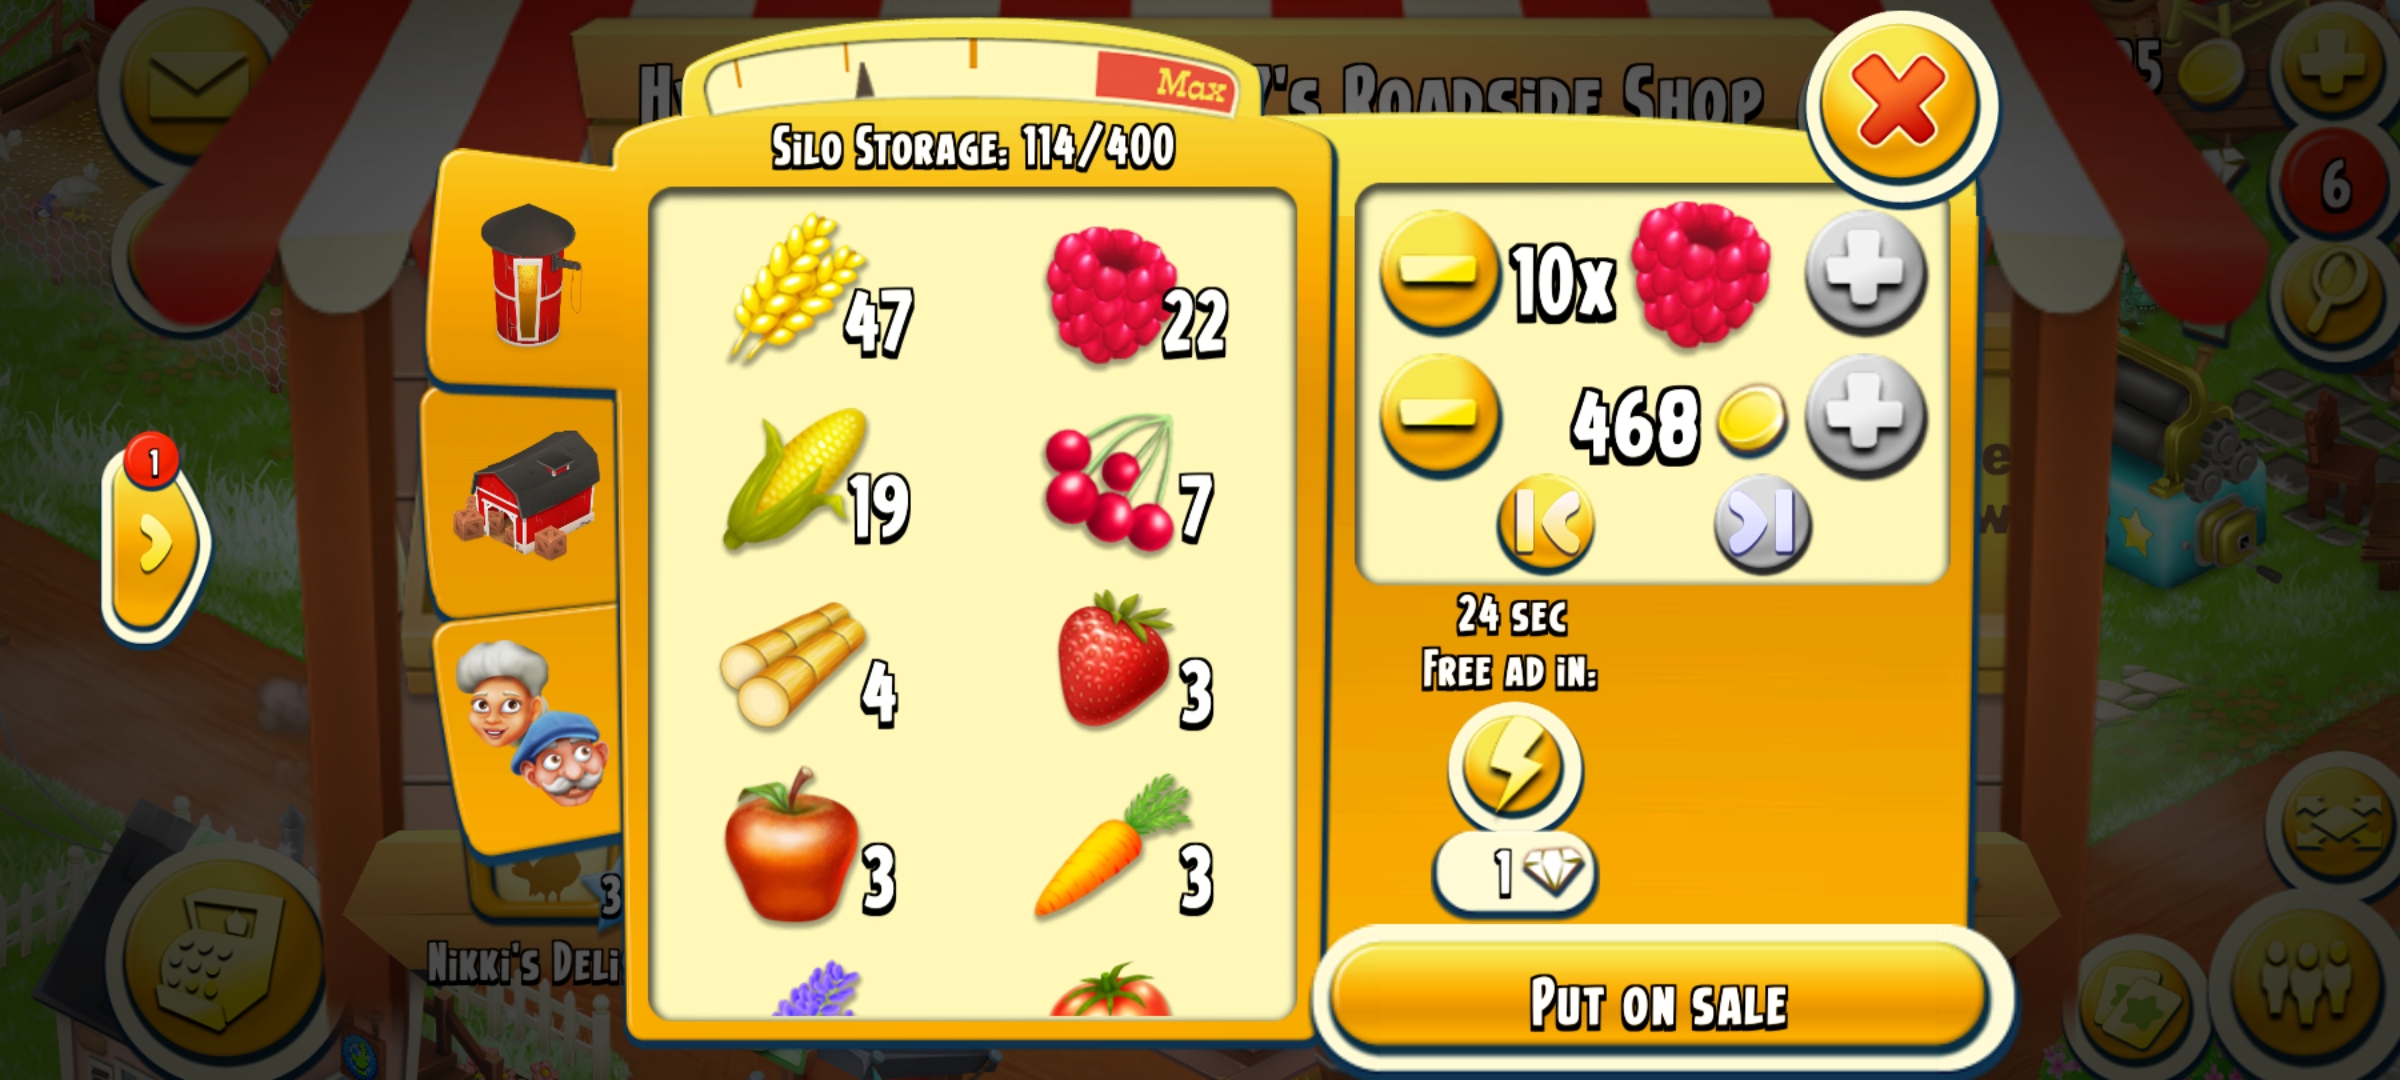 Max
'S ROADSIDE SHOP
5
SILO STORAGE: 114/400
6
47
22
10x
468
1
19
7
4
3
24 SEC
FREE AD IN:
3
3
1
3
NIKKI'S DELI
PUT ON SALE